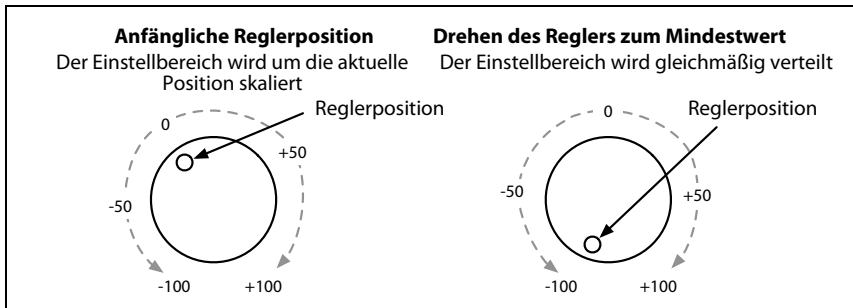 Anfängliche Reglerposition
Der Einstellbereich wird um die aktuelle
Position skaliert
Reglerposition
0
+50
-50
-100
+100
Drehen des Reglers zum Mindestwert
Der Einstellbereich wird gleichmäßig verteilt
Reglerposition
0
-50
+50
-100
+100